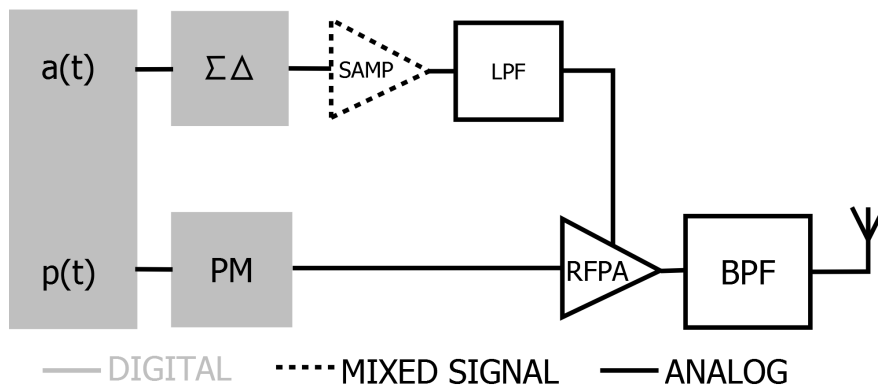 a(t)
ΣΔ
SAMP
LPF
p(t)
PM
RFPA
BPF
DIGITAL
MIXED SIGNAL
ANALOG